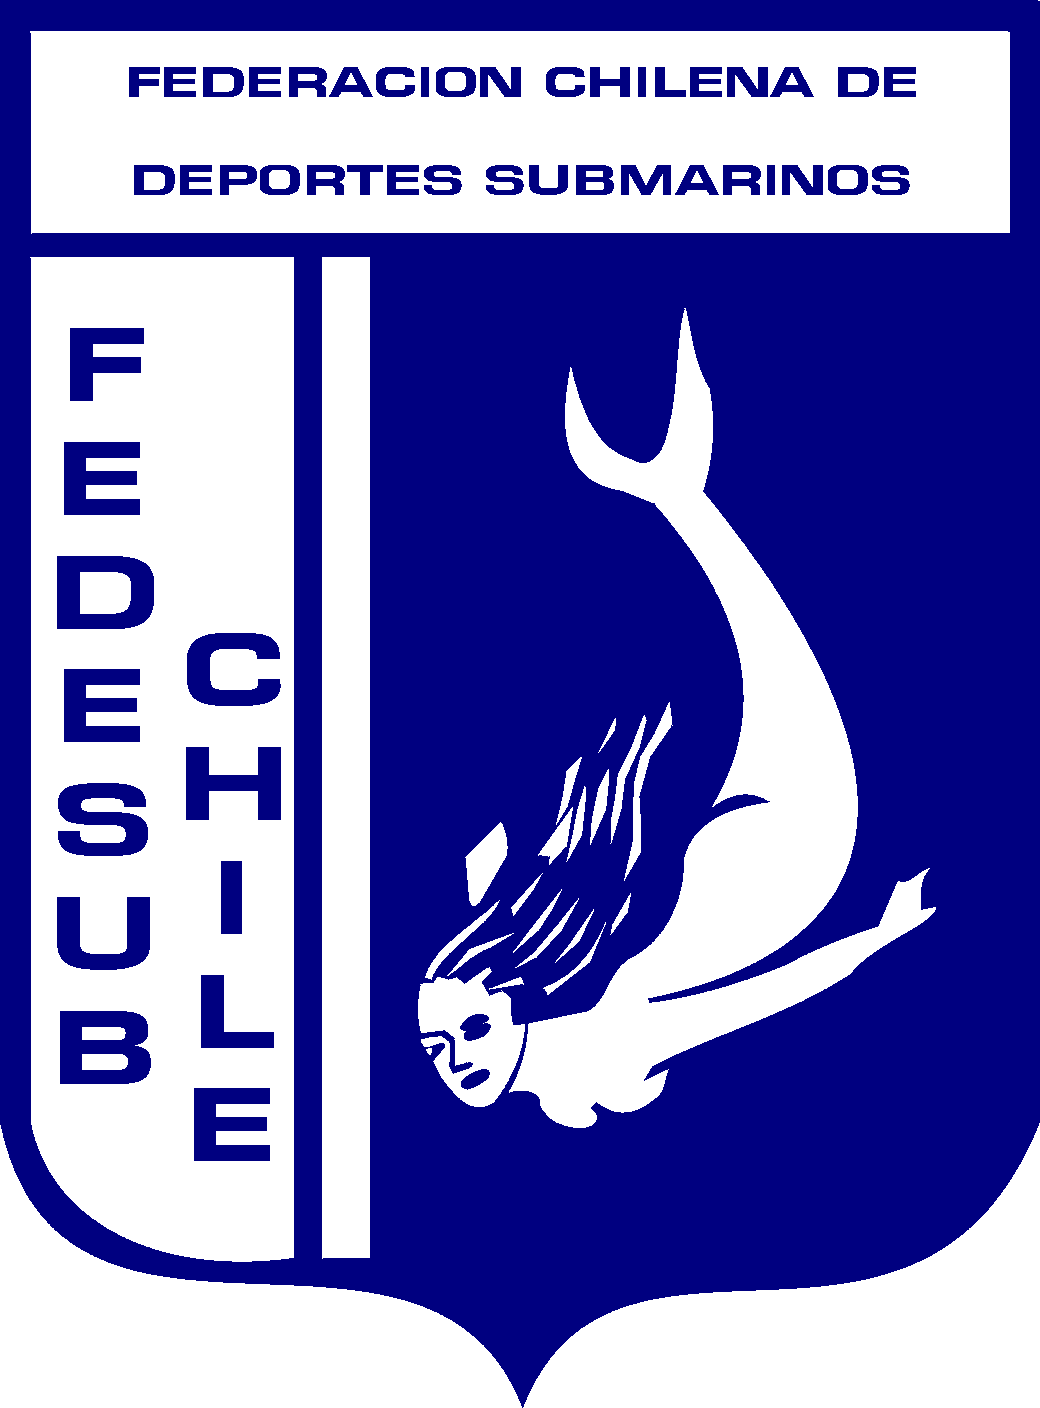 FEDERACION CHILENA DE
DEPORTES SUBMARINOS
FEDESUB
CHILE